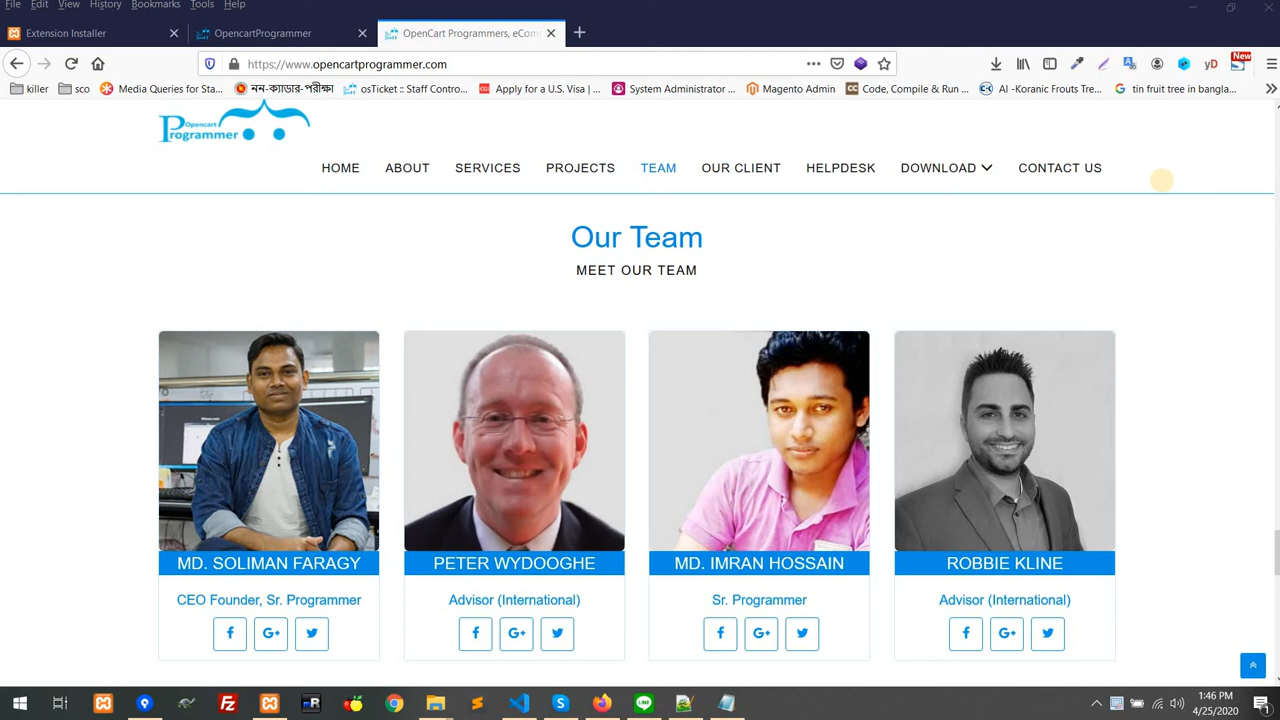 File Edit View History Bookmarks Tools Help
Extension Installer
OpencartProgrammer
OpenCart Programmers, eComm
https://www.opencartprogrammer.com
New
killer
sco
Media Queries for Sta...
নন-ক্যাডার-পরীক্ষা
osTicket :: Staff Contro...
Apply for a U.S. Visa | ...
System Administrator ...
Magento Admin
Code, Compile & Run ...
Al -Koranic Frouts Tre...
tin fruit tree in bangla...
Opencart
Programmer
HOME ABOUT SERVICES PROJECTS TEAM OUR CLIENT HELPDESK DOWNLOAD CONTACT US
Our Team
MEET OUR TEAM
MD. SOLIMAN FARAGY
CEO Founder, Sr. Programmer
PETER WYDOOGHE
Advisor (International)
MD. IMRAN HOSSAIN
Sr. Programmer
ROBBIE KLINE
Advisor (International)
1:46 PM
4/25/2020